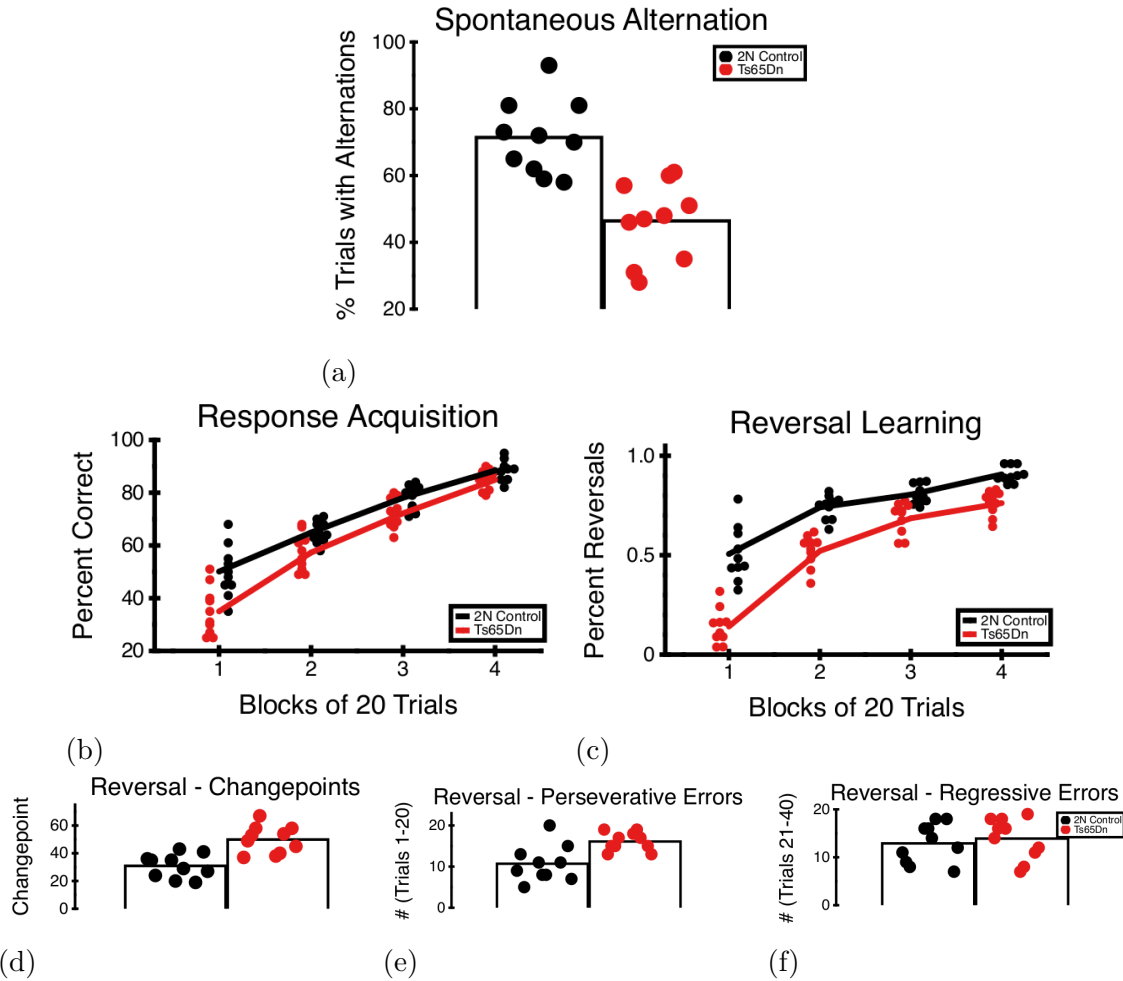 Spontaneous Alternation
% Trials with Alternations
100
80
60
40
20
2N Control
Ts65Dn
(a)
Response Acquisition
Percent Correct
100
80
60
40
20
1 2 3 4
Blocks of 20 Trials
2N Control
Ts65Dn
(b)
Reversal Learning
Percent Reversals
1.0
0.5
0
1 2 3 4
Blocks of 20 Trials
2N Control
Ts65Dn
(c)
Reversal - Changepoints
Changepoint
60
40
20
0
(d)
Reversal - Perseverative Errors
# (Trials 1-20)
20
10
0
(e)
Reversal - Regressive Errors
# (Trials 21-40)
20
10
0
2N Control
Ts65Dn
(f)